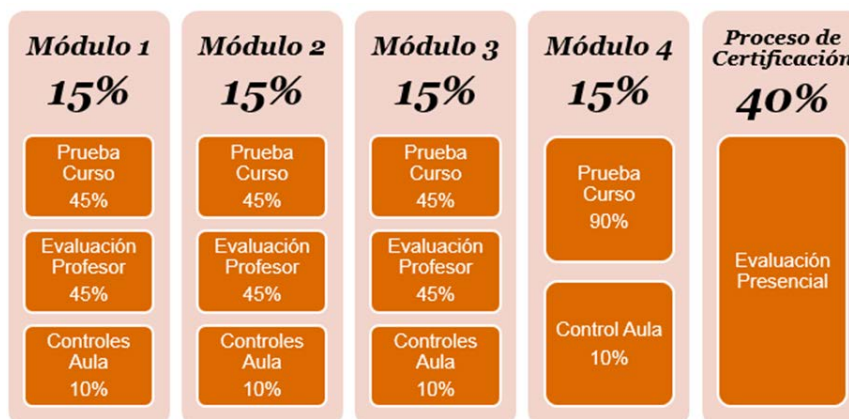 Módulo 1
15%
Prueba
Curso
45%
Evaluación
Profesor
45%
Controles
Aula
10%
Módulo 2
15%
Prueba
Curso
45%
Evaluación
Profesor
45%
Controles
Aula
10%
Módulo 3
15%
Prueba
Curso
45%
Evaluación
Profesor
45%
Controles
Aula
10%
Módulo 4
15%
Prueba
Curso
90%
Control Aula
10%
Proceso de
Certificación
40%
Evaluación
Presencial